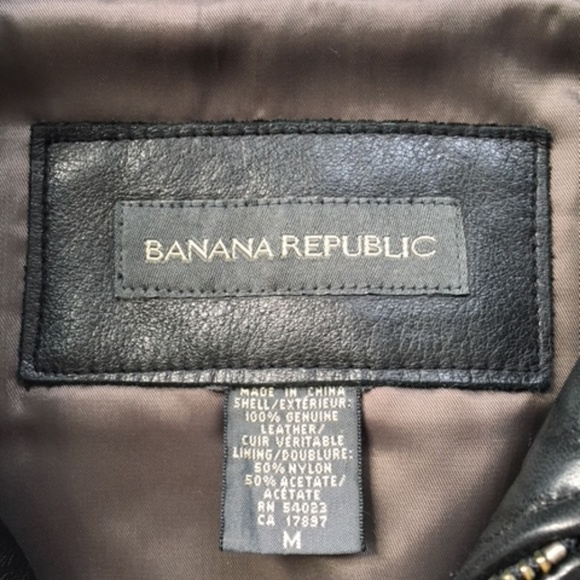 BANANA REPUBLIC
MADE IN CHINA
SHELL/EXTÉRIEUR:
100% GENUINE
LEATHER/
CUIR VÉRITABLE
LINING/DOUBLURE:
50% NYLON
50% ACETATE/
ACÉTATE
RN 54023
CA 17897
M